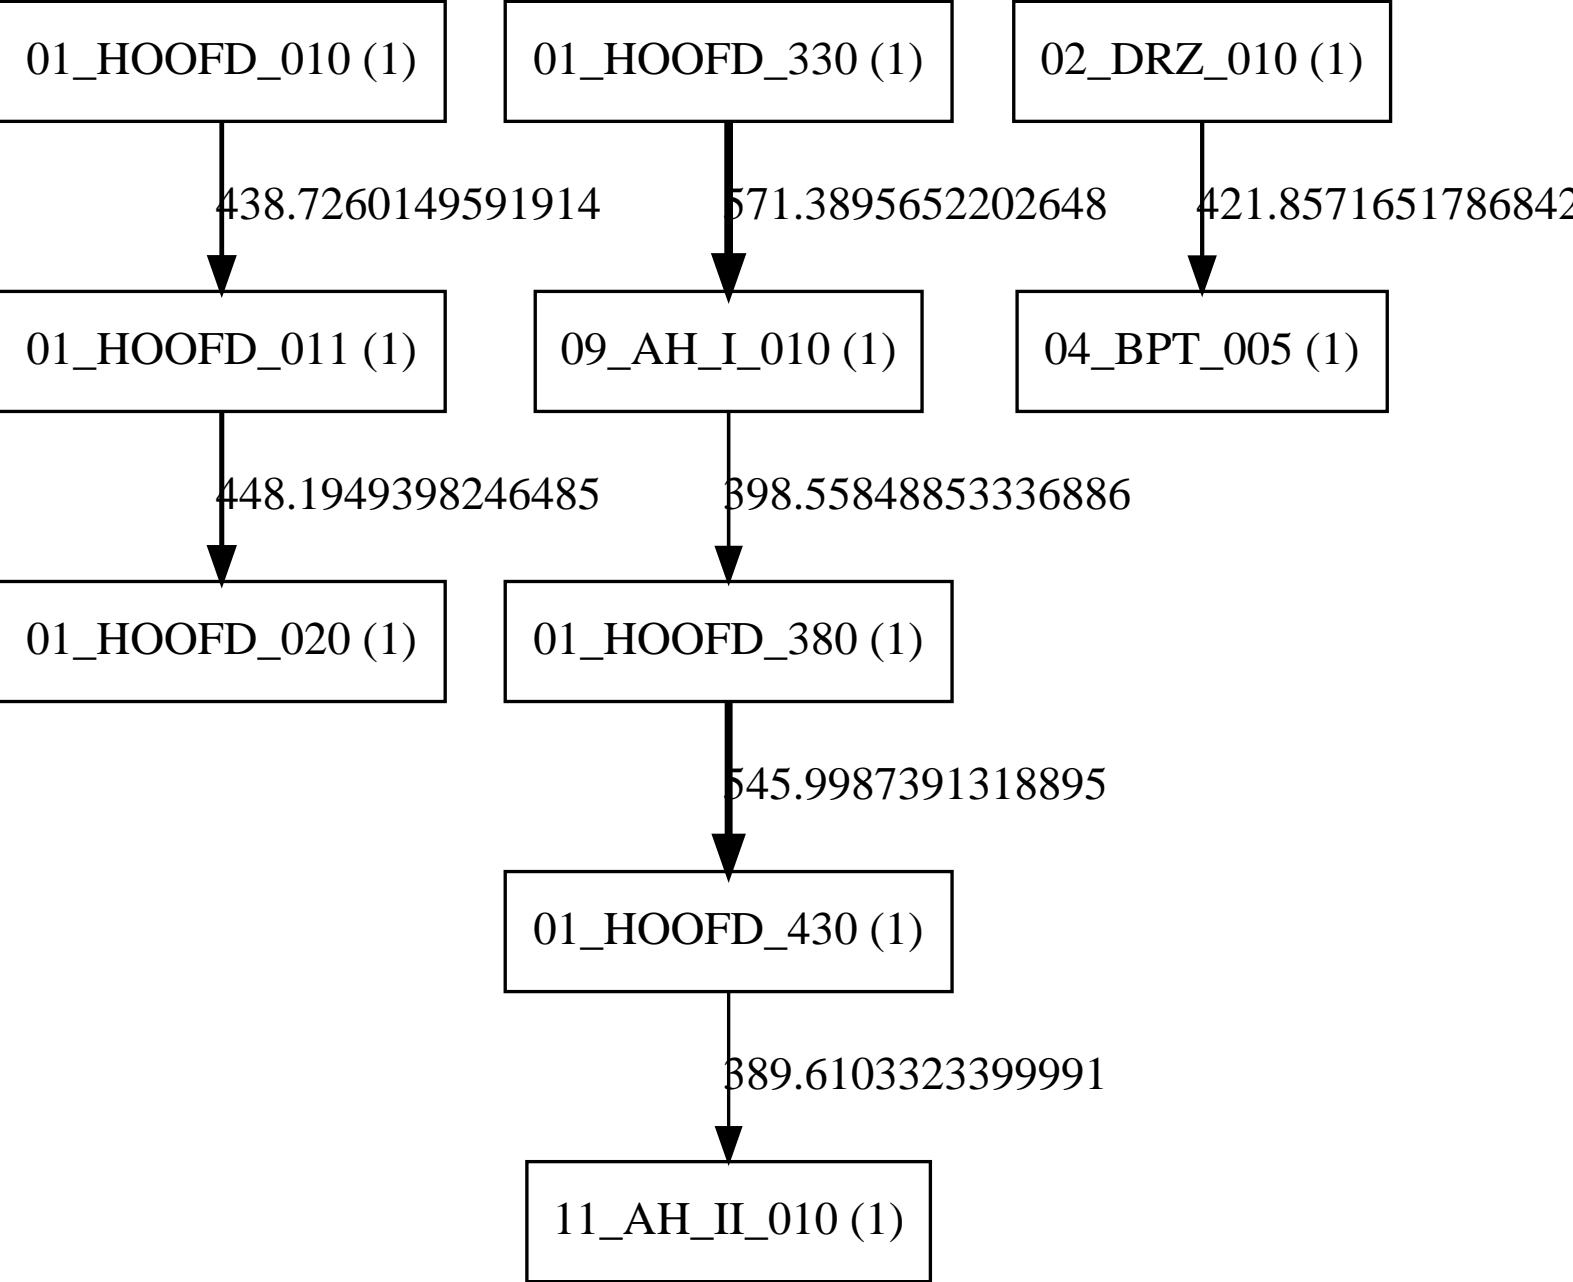 01_HOOFD_010 (1)
01_HOOFD_330 (1)
02_DRZ_010 (1)
438.7260149591914
571.3895652202648
421.8571651786842
01_HOOFD_011 (1)
09_AH_I_010 (1)
04_BPT_005 (1)
448.1949398246485
398.55848853336886
01_HOOFD_020 (1)
01_HOOFD_380 (1)
545.9987391318895
01_HOOFD_430 (1)
389.6103323399991
11_AH_II_010 (1)